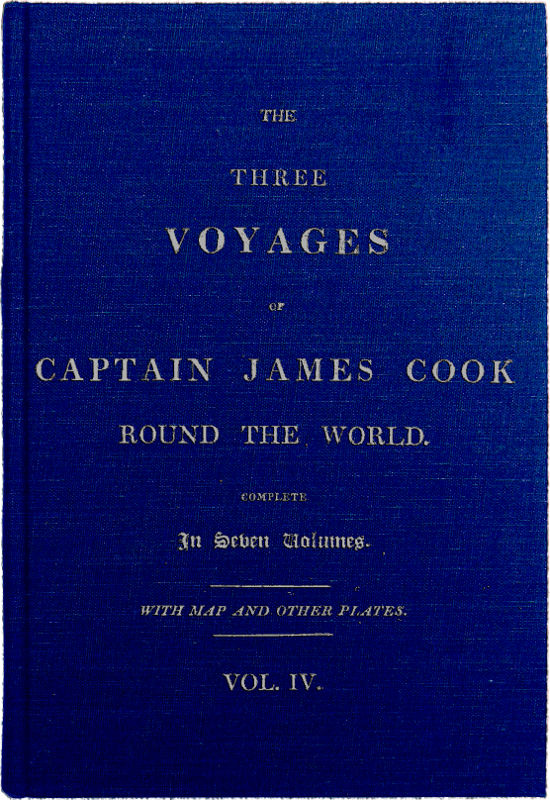 THE
THREE
VOYAGES
OF
CAPTAIN JAMES COOK
ROUND THE WORLD.
COMPLETE
In Seven Volumes.
WITH MAP AND OTHER PLATES.
VOL. IV.